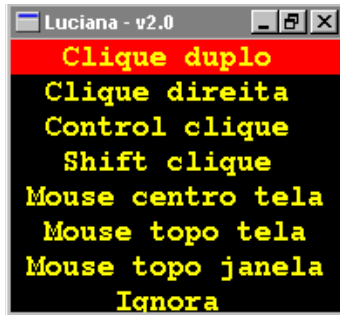 Luciana - v2.0
Clique duplo
Clique direita
Control clique
Shift clique
Mouse centro tela
Mouse topo tela
Mouse topo janela
Ignora